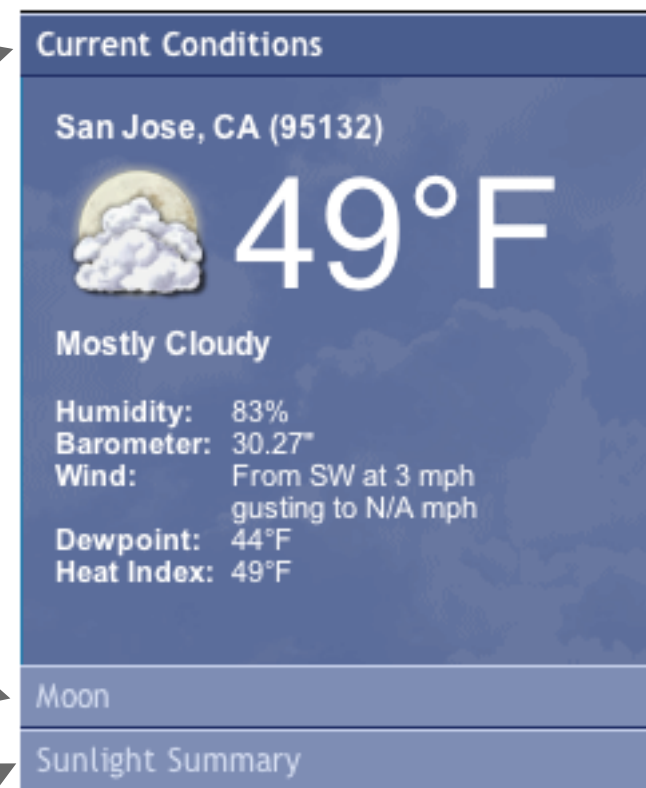 Current Conditions
San Jose, CA (95132)
49°F
Mostly Cloudy
Humidity: 83%
Barometer: 30.27"
Wind: From SW at 3 mph
gusting to N/A mph
Dewpoint: 44°F
Heat Index: 49°F
Moon
Sunlight Summary